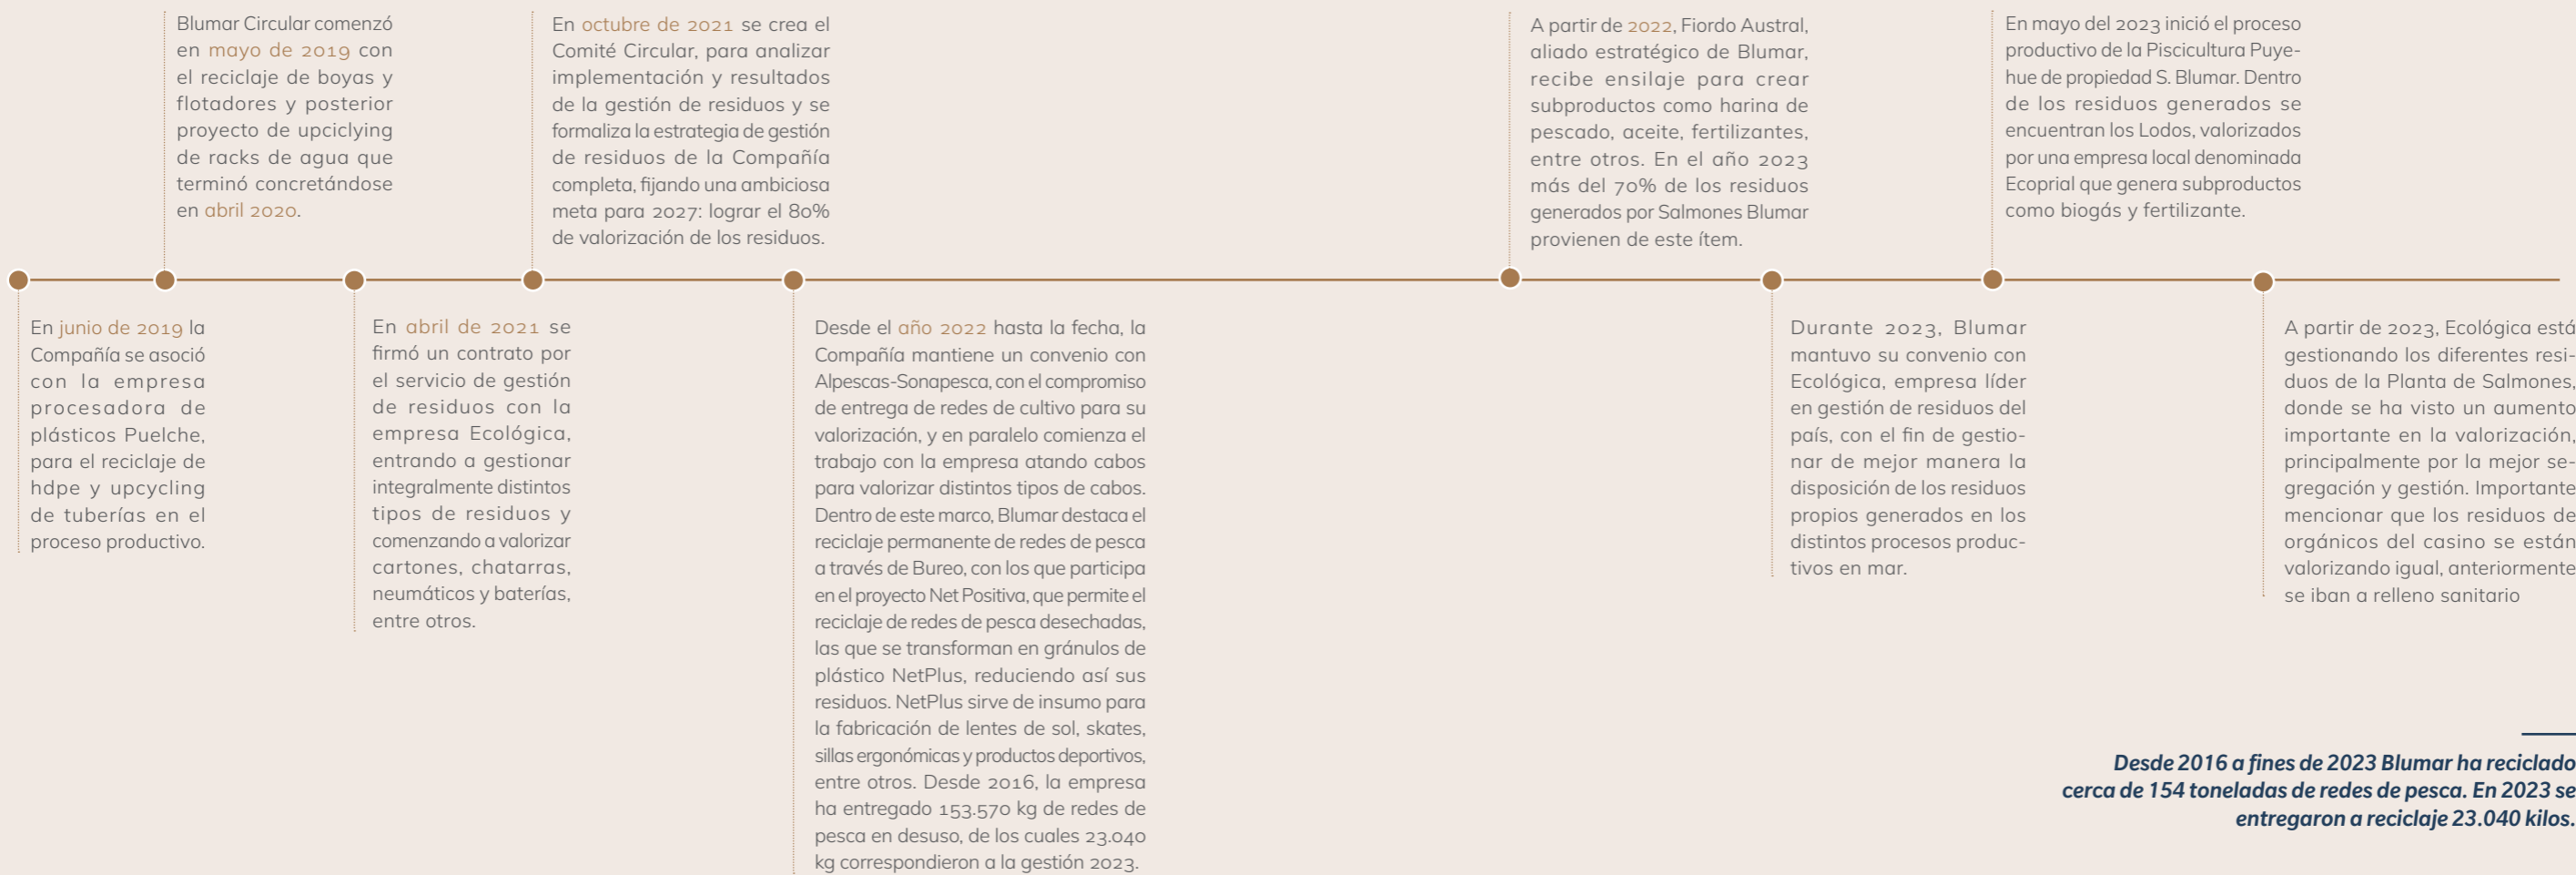 En junio de 2019 la
Compañía se asoció
con la empresa
procesadora de
plásticos Puelche,
para el reciclaje de
hdpe y upcycling
de tuberías en el
proceso productivo.
Blumar Circular comenzó
en mayo de 2019 con
el reciclaje de boyas y
flotadores y posterior
proyecto de upciclying
de racks de agua que
terminó concretándose
en abril 2020.
En abril de 2021 se
firmó un contrato por
el servicio de gestión
de residuos con la
empresa Ecológica,
entrando a gestionar
integralmente distintos
tipos de residuos y
comenzando a valorizar
cartones, chatarras,
neumáticos y baterías,
entre otros.
En octubre de 2021 se crea el
Comité Circular, para analizar
implementación y resultados
de la gestión de residuos y se
formaliza la estrategia de gestión
de residuos de la Compañía
completa, fijando una ambiciosa
meta para 2027: lograr el 80%
de valorización de los residuos.
Desde el año 2022 hasta la fecha, la
Compañía mantiene un convenio con
Alpescas-Sonapesca, con el compromiso
de entrega de redes de cultivo para su
valorización, y en paralelo comienza el
trabajo con la empresa atando cabos
para valorizar distintos tipos de cabos.
Dentro de este marco, Blumar destaca el
reciclaje permanente de redes de pesca
a través de Bureo, con los que participa
en el proyecto Net Positiva, que permite el
reciclaje de redes de pesca desechadas,
las que se transforman en gránulos de
plástico NetPlus, reduciendo así sus
residuos. NetPlus sirve de insumo para
la fabricación de lentes de sol, skates,
sillas ergonómicas y productos deportivos,
entre otros. Desde 2016, la empresa
ha entregado 153.570 kg de redes de
pesca en desuso, de los cuales 23.040
kg correspondieron a la gestión 2023.
A partir de 2022, Fiordo Austral,
aliado estratégico de Blumar,
recibe ensilaje para crear
subproductos como harina de
pescado, aceite, fertilizantes,
entre otros. En el año 2023
más del 70% de los residuos
generados por Salmones Blumar
provienen de este ítem.
Durante 2023, Blumar
mantuvo su convenio con
Ecológica, empresa líder
en gestión de residuos del
país, con el fin de gestio-
nar de mejor manera la
disposición de los residuos
propios generados en los
distintos procesos produc-
tivos en mar.
En mayo del 2023 inició el proceso
productivo de la Piscicultura Puye-
hue de propiedad S. Blumar. Dentro
de los residuos generados se
encuentran los Lodos, valorizados
por una empresa local denominada
Ecoprial que genera subproductos
como biogás y fertilizante.
A partir de 2023, Ecológica está
gestionando los diferentes resi-
duos de la Planta de Salmones,
donde se ha visto un aumento
importante en la valorización,
principalmente por la mejor se-
gregación y gestión. Importante
mencionar que los residuos de
orgánicos del casino se están
valorizando igual, anteriormente
se iban a relleno sanitario
Desde 2016 a fines de 2023 Blumar ha reciclado
cerca de 154 toneladas de redes de pesca. En 2023 se
entregaron a reciclaje 23.040 kilos.